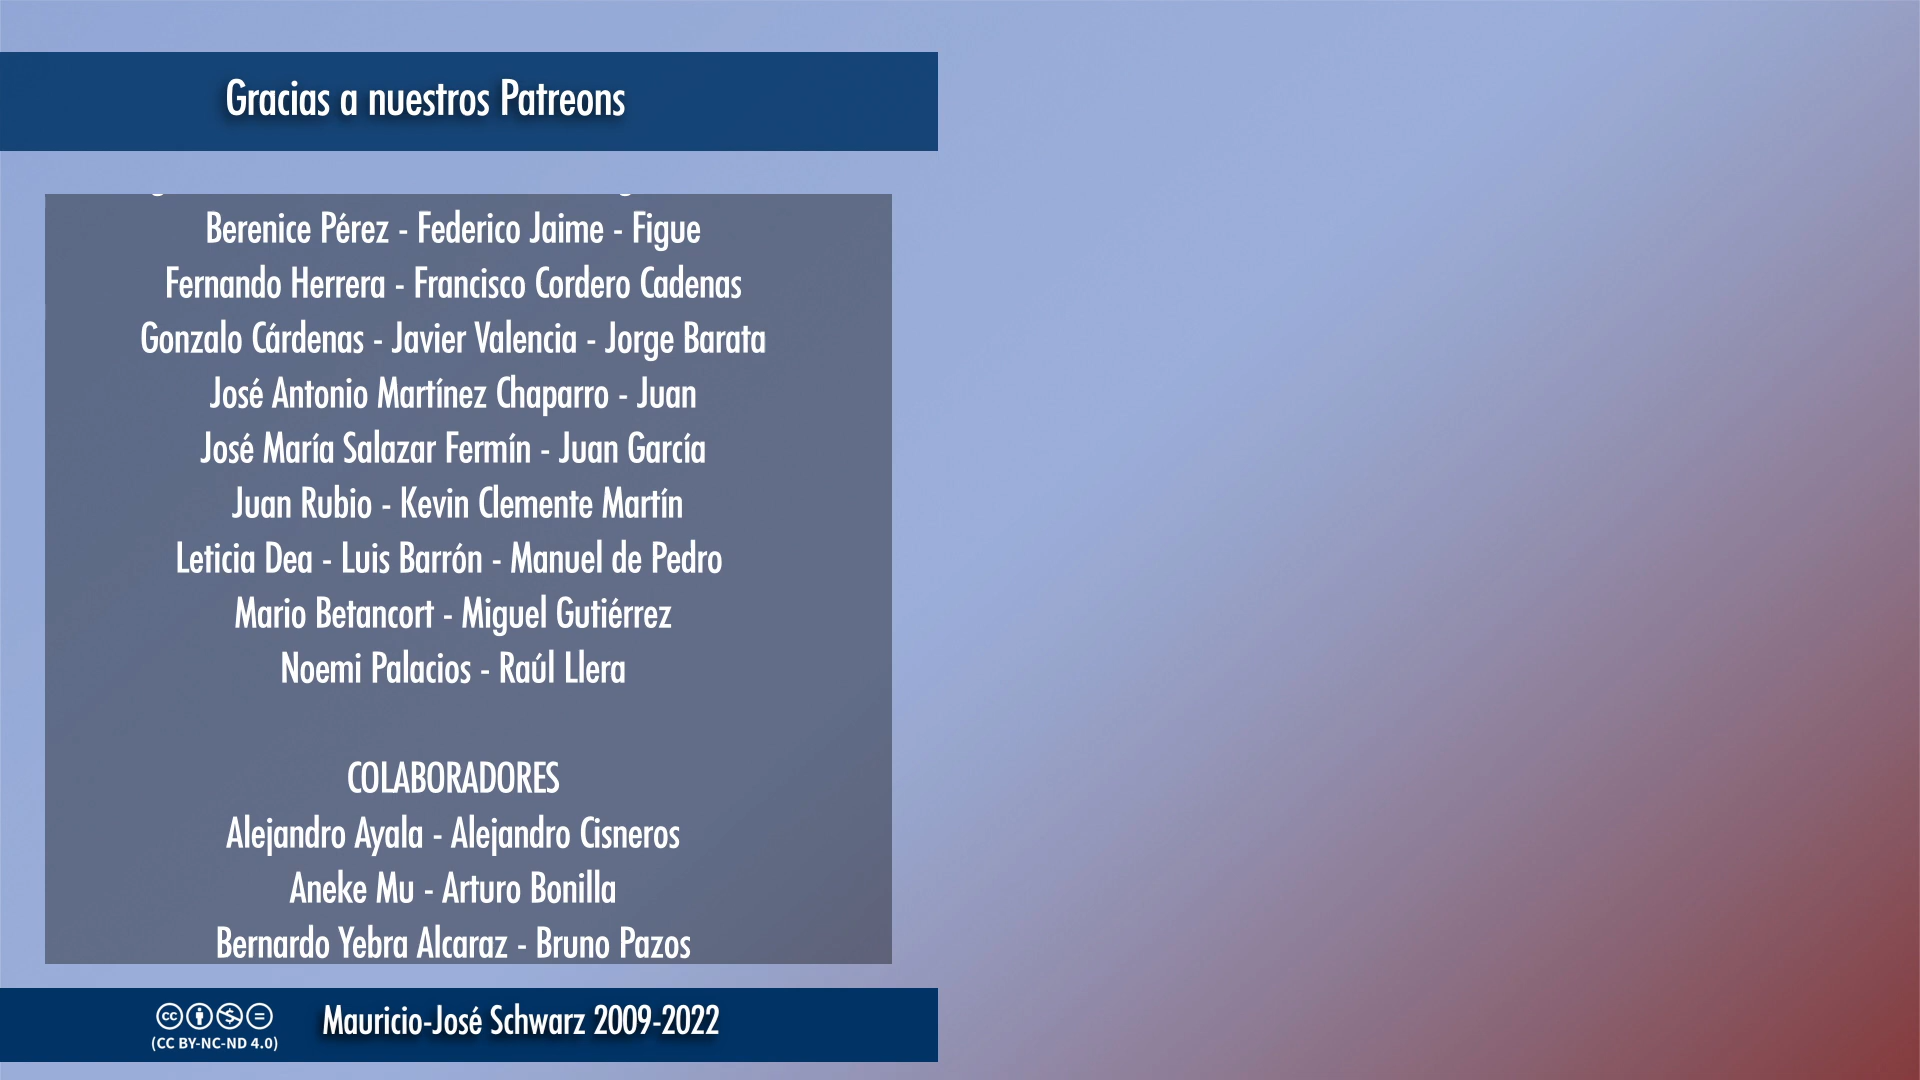 Gracias a nuestros Patreons
Berenice Pérez - Federico Jaime - Figue
Fernando Herrera - Francisco Cordero Cadenas
Gonzalo Cárdenas - Javier Valencia - Jorge Barata
José Antonio Martínez Chaparro - Juan
José María Salazar Fermín - Juan García
Juan Rubio - Kevin Clemente Martín
Leticia Dea - Luis Barrón - Manuel de Pedro
Mario Betancort - Miguel Gutiérrez
Noemi Palacios - Raúl Llera
COLABORADORES
Alejandro Ayala - Alejandro Cisneros
Aneke Mu - Arturo Bonilla
Bernardo Yebra Alcaraz - Bruno Pazos
Mauricio-José Schwarz 2009-2022
(CC BY-NC-ND 4.0)